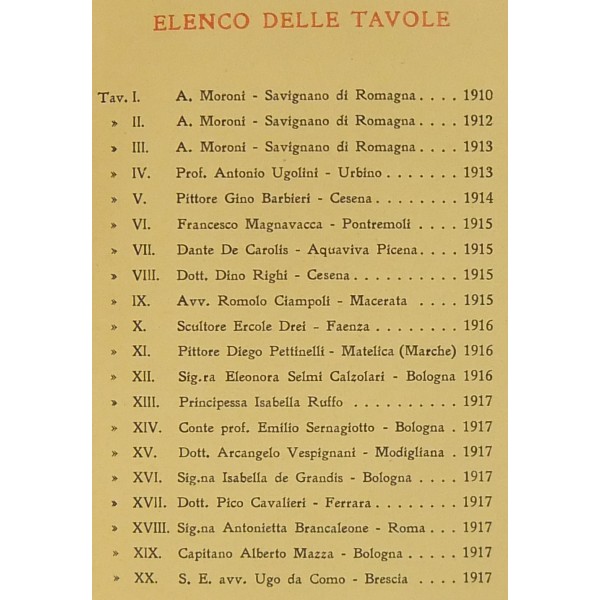 ELENCO DELLE TAVOLE
Tav. I. A. Moroni - Savignano di Romagna . . . . 1910
» II. A. Moroni - Savignano di Romagna . . . . 1912
» III. A. Moroni - Savignano di Romagna . . . . 1913
» IV. Prof. Antonio Ugolini - Urbino . . . . . . . 1913
» V. Pittore Gino Barbieri - Cesena . . . . . . . . 1914
» VI. Francesco Magnavacca - Pontremoli . . . . 1915
» VII. Dante De Carolis - Aquaviva Picena . . . . 1915
» VIII. Dott. Dino Righi - Cesena . . . . . . . . . . 1915
» IX. Avv. Romolo Ciampoli - Macerata . . . . 1915
» X. Scultore Ercole Drei - Faenza . . . . . . . . 1916
» XI. Pittore Diego Pettinelli - Matelica (Marche) 1916
» XII. Sig.ra Eleonora Selmi Calzolari - Bologna 1916
» XIII. Principessa Isabella Ruffo . . . . . . . . . . 1917
» XIV. Conte prof. Emilio Sernagiotto - Bologna . 1917
» XV. Dott. Arcangelo Vespignani - Modigliana . 1917
» XVI. Sig.na Isabella de Grandis - Bologna . . . . 1917
» XVII. Dott. Pico Cavalieri - Ferrara . . . . . . . . 1917
» XVIII. Sig.na Antonietta Brancaleone - Roma . . . 1917
» XIX. Capitano Alberto Mazza - Bologna . . . . . 1917
» XX. S. E. avv. Ugo da Como - Brescia . . . . 1917